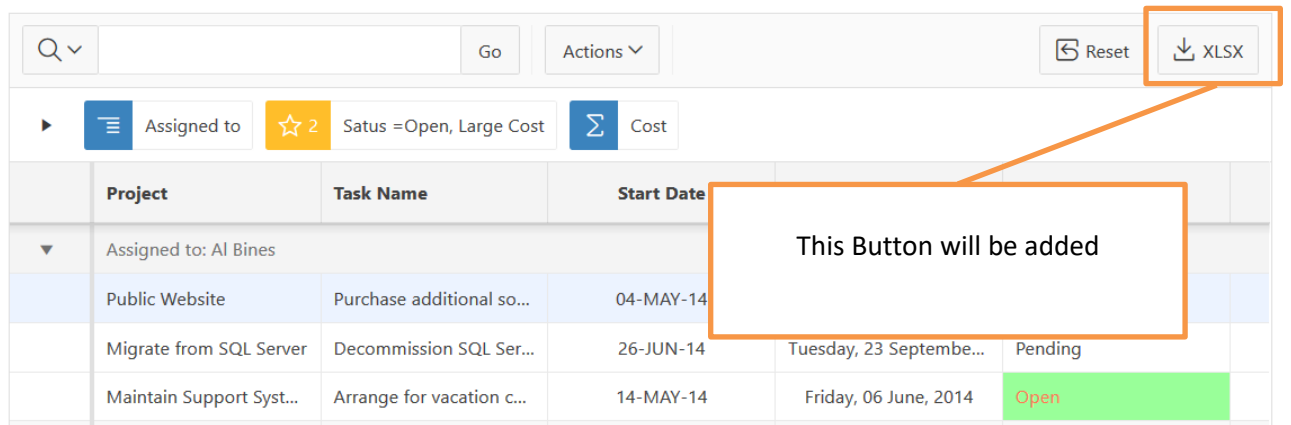 Go Actions Reset XLSX
Assigned to 2 Satus =Open, Large Cost Cost
Project Task Name Start Date
This Button will be added
Assigned to: Al Bines
Public Website Purchase additional so... 04-MAY-14
Migrate from SQL Server Decommission SQL Ser... 26-JUN-14 Tuesday, 23 Septembe... Pending
Maintain Support Syst... Arrange for vacation c... 14-MAY-14 Friday, 06 June, 2014 Open